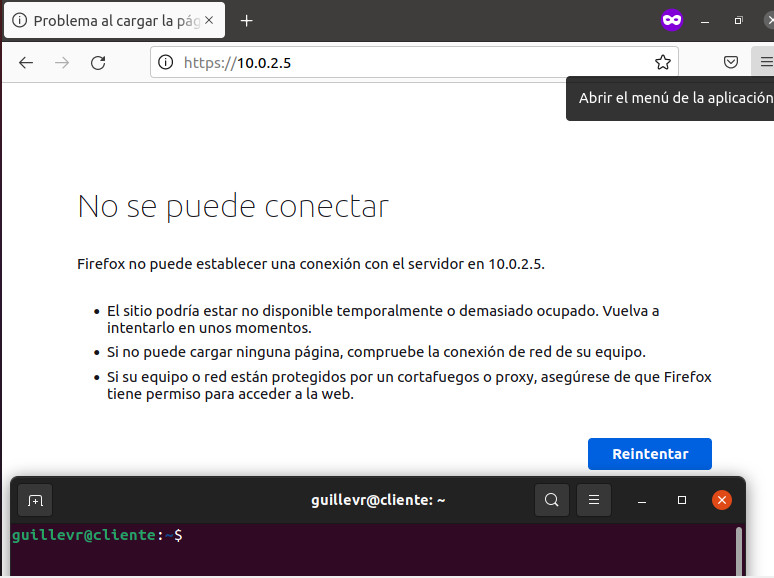 Problema al cargar la pág
https://10.0.2.5
Abrir el menú de la aplicación
No se puede conectar
Firefox no puede establecer una conexión con el servidor en 10.0.2.5.
El sitio podría estar no disponible temporalmente o demasiado ocupado. Vuelva a
intentarlo en unos momentos.
Si no puede cargar ninguna página, compruebe la conexión de red de su equipo.
Si su equipo o red están protegidos por un cortafuegos o proxy, asegúrese de que Firefox
tiene permiso para acceder a la web.
Reintentar
guillevr@cliente: ~
guillevr@cliente:~$